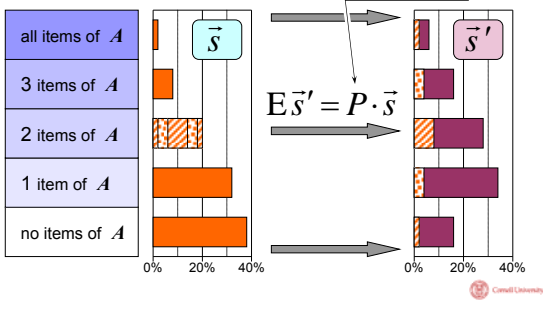 all items of A
3 items of A
2 items of A
1 item of A
no items of A
s⃗
E s⃗ ′ = P · s⃗
s⃗ ′
0% 20% 40%
0% 20% 40%
Cornell University